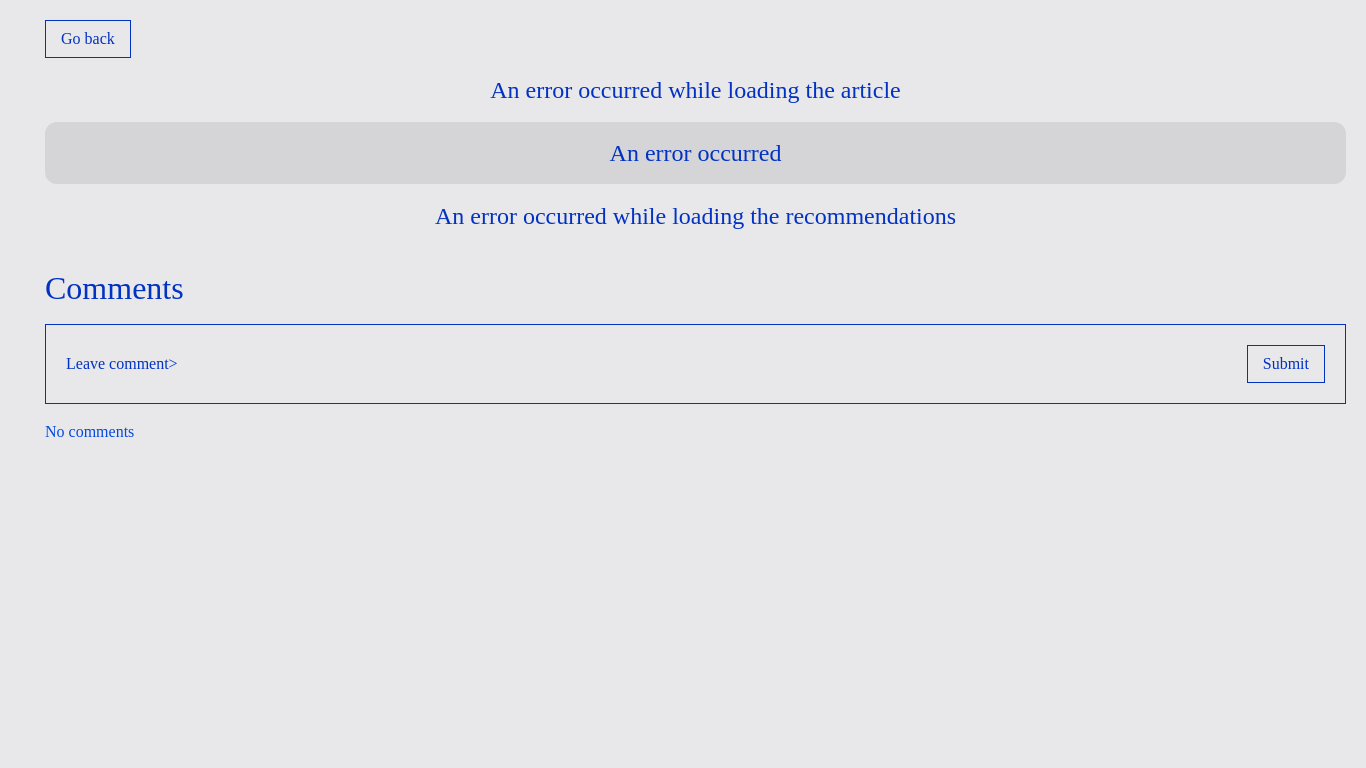 Go back
An error occurred while loading the article
An error occurred
An error occurred while loading the recommendations
Comments
Leave comment>
Submit
No comments